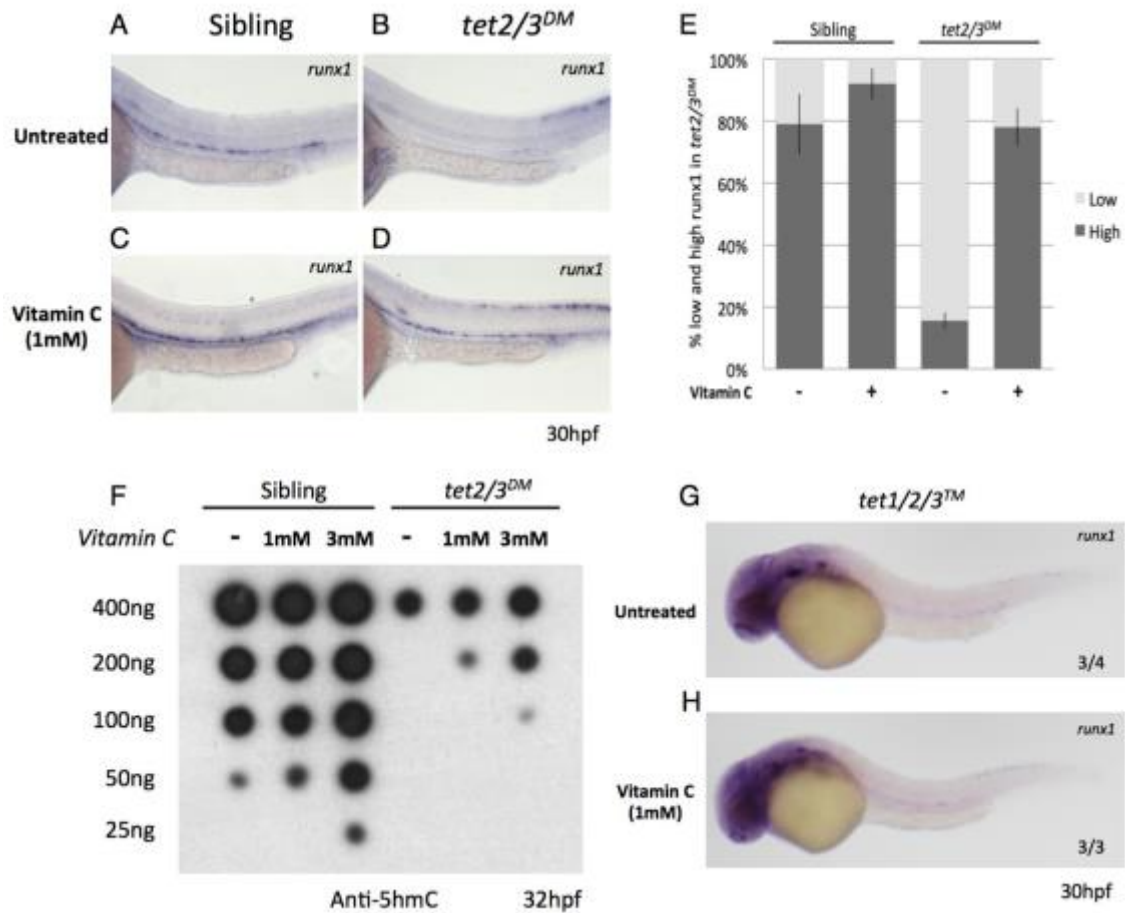 A Sibling B tet2/3DM
runx1 runx1
Untreated
C D
runx1 runx1
Vitamin C
(1mM)
30hpf
E
Sibling tet2/3DM
% low and high runx1 in tet2/3DM
100%
80%
60%
40%
20%
0%
Low
High
Vitamin C - + - +
F Sibling tet2/3DM
Vitamin C - 1mM 3mM - 1mM 3mM
400ng
200ng
100ng
50ng
25ng
Anti-5hmC 32hpf
G tet1/2/3TM
runx1
Untreated
3/4
H
runx1
Vitamin C
(1mM)
3/3
30hpf